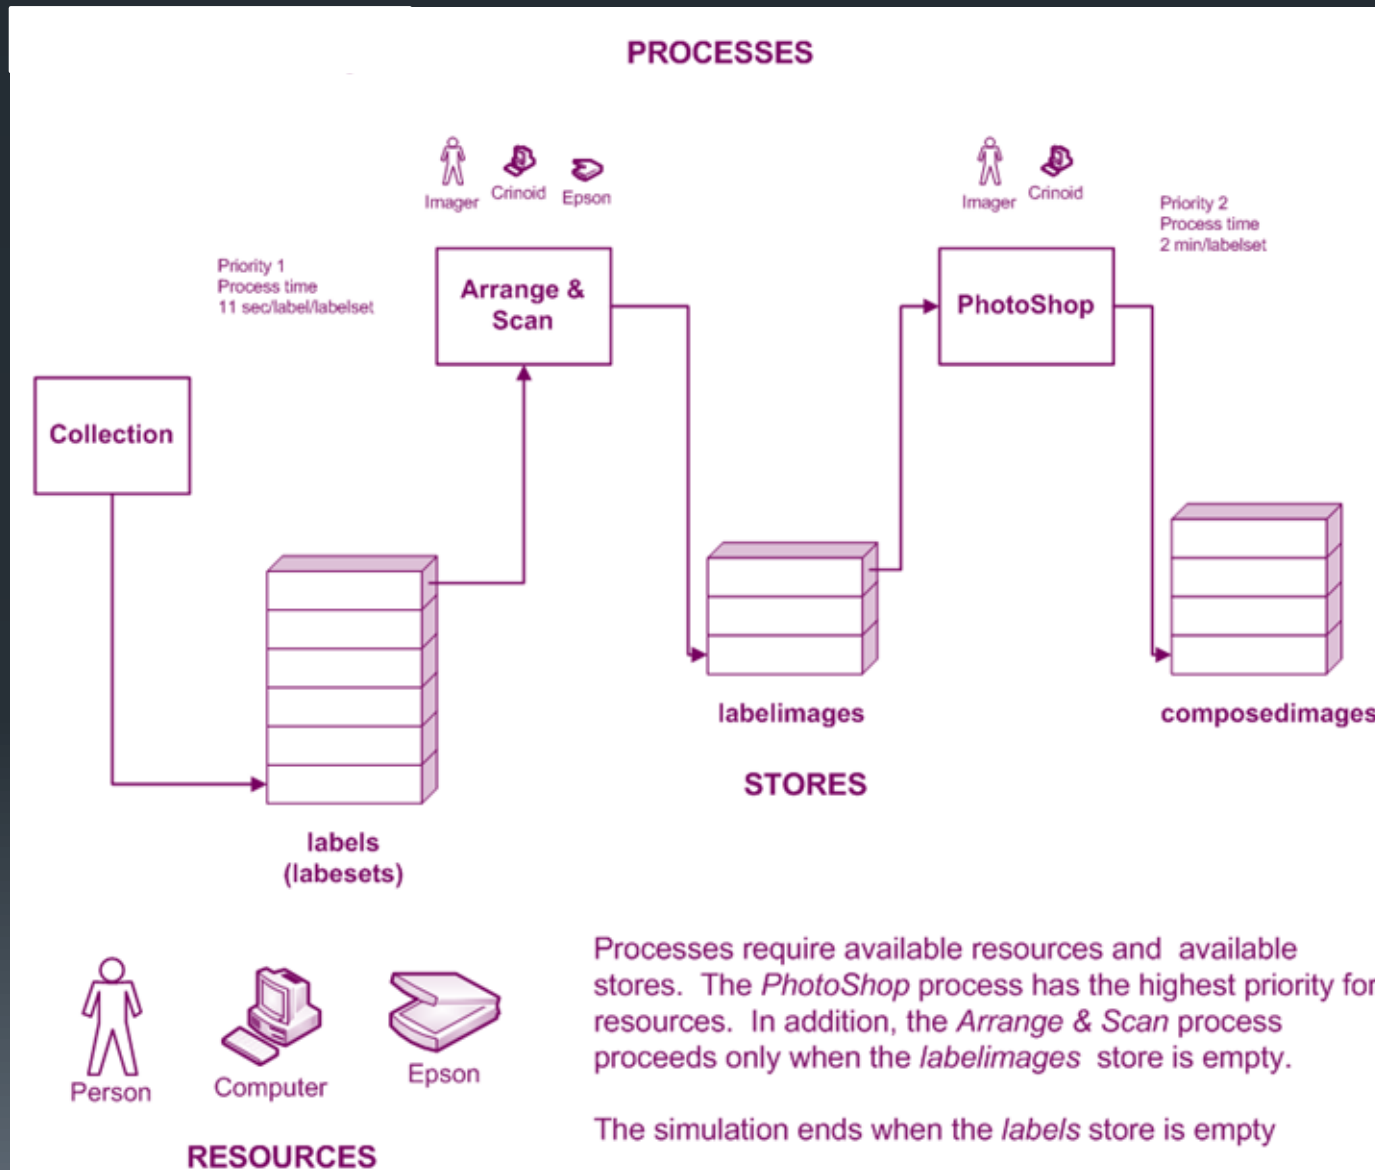 PROCESSES
Imager
Crinoid
Epson
Imager
Crinoid
Priority 2
Process time
2 min/labelset
Priority 1
Process time
11 sec/label/labelset
Arrange &
Scan
PhotoShop
Collection
labelimages
composedimages
STORES
labels
(labesets)
Person
Computer
Epson
RESOURCES
Processes require available resources and available
stores. The PhotoShop process has the highest priority for
resources. In addition, the Arrange & Scan process
proceeds only when the labelimages store is empty.
The simulation ends when the labels store is empty